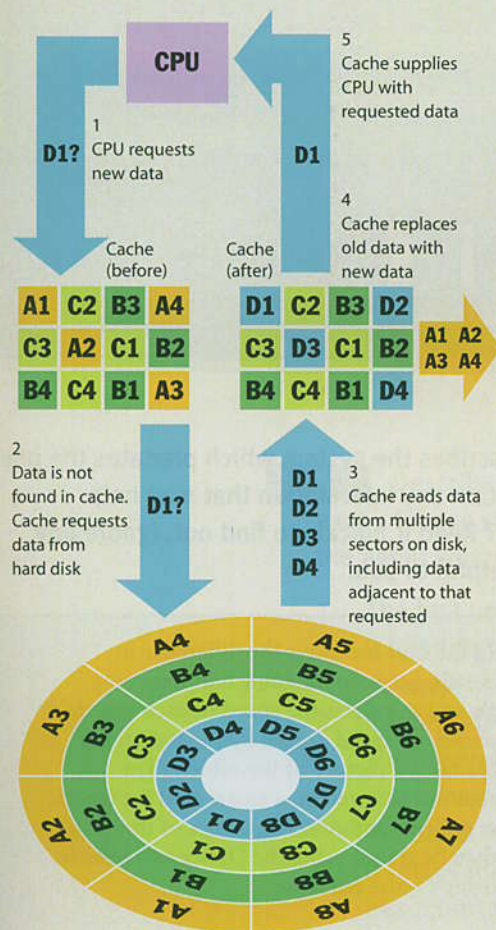 CPU
1
CPU requests
new data
D1?
5
Cache supplies
CPU with
requested data
D1
4
Cache replaces
old data with
new data
Cache
(before)
Cache
(after)
A1 C2 B3 A4
C3 A2 C1 B2
B4 C4 B1 A3
D1 C2 B3 D2
C3 D3 C1 B2
B4 C4 B1 D4
A1 A2
A3 A4
2
Data is not
found in cache.
Cache requests
data from
hard disk
D1?
D1
D2
D3
D4
3
Cache reads data
from multiple
sectors on disk,
including data
adjacent to that
requested
A4 A5
B4 B5
C4 C5
D4 D5
A3 B3 C3 D3 D6 C6 B6 A6
A2 B2 C2 D2 D7 C7 B7 A7
D1 D8
C1 C8
B1 B8
A1 A8